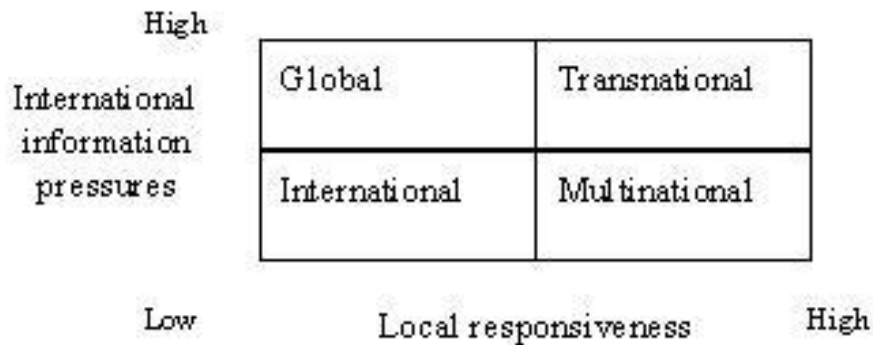 High
Global Transnational
International
information
pressures
International Multinational
Low Local responsiveness High